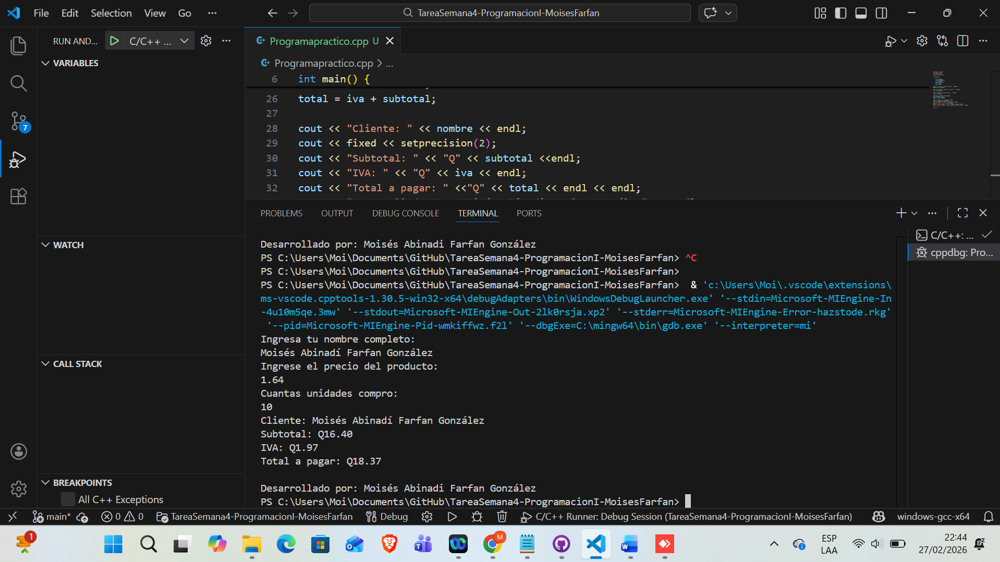 File Edit Selection View Go
TareaSemana4-ProgramacionI-MoisesFarfan
RUN AND... C/C++ ...
Programapractico.cpp U
VARIABLES
Programapractico.cpp > ...
6 int main() {
26 total = iva + subtotal;
27
28 cout << "Cliente: " << nombre << endl;
29 cout << fixed << setprecision(2);
30 cout << "Subtotal: " << "Q" << subtotal <<endl;
31 cout << "IVA: " << "Q" << iva << endl;
32 cout << "Total a pagar: " <<"Q" << total << endl << endl;
7
PROBLEMS OUTPUT DEBUG CONSOLE TERMINAL PORTS
C/C++: ...
cppdbg: Pro...
WATCH
CALL STACK
BREAKPOINTS
All C++ Exceptions
Desarrollado por: Moisés Abinadi Farfan González
PS C:\Users\Moi\Documents\GitHub\TareaSemana4-ProgramacionI-MoisesFarfan> ^C
PS C:\Users\Moi\Documents\GitHub\TareaSemana4-ProgramacionI-MoisesFarfan>
PS C:\Users\Moi\Documents\GitHub\TareaSemana4-ProgramacionI-MoisesFarfan>  & 'c:\Users\Moi\.vscode\extensions\
ms-vscode.cpptools-1.30.5-win32-x64\debugAdapters\bin\WindowsDebugLauncher.exe' '--stdin=Microsoft-MIEngine-In
-4u10m5qe.3mw' '--stdout=Microsoft-MIEngine-Out-2lk0rsja.xp2' '--stderr=Microsoft-MIEngine-Error-hazstode.rkg'
'--pid=Microsoft-MIEngine-Pid-wmkiffwz.f2l' '--dbgExe=C:\mingw64\bin\gdb.exe' '--interpreter=mi'
Ingresa tu nombre completo:
Moisés Abinadí Farfan González
Ingrese el precio del producto:
1.64
Cuantas unidades compro:
10
Cliente: Moisés Abinadí Farfan González
Subtotal: Q16.40
IVA: Q1.97
Total a pagar: Q18.37
Desarrollado por: Moisés Abinadi Farfan González
PS C:\Users\Moi\Documents\GitHub\TareaSemana4-ProgramacionI-MoisesFarfan>
main* 0 0 TareaSemana4-ProgramacionI-MoisesFarfan Debug C/C++ Runner: Debug Session (TareaSemana4-ProgramacionI-MoisesFarfan) windows-gcc-x64
1
M
ESP
LAA
22:44
27/02/2026